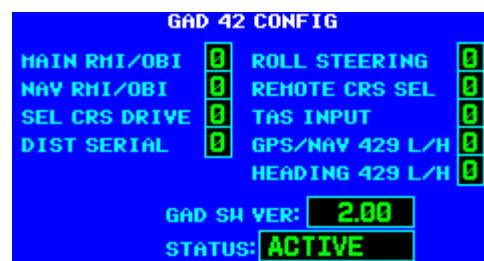 GAD 42 CONFIG
MAIN RMI/OBI 0 ROLL STEERING 0
NAV RMI/OBI 0 REMOTE CRS SEL 0
SEL CRS DRIVE 0 TAS INPUT 0
DIST SERIAL 0 GPS/NAV 429 L/H 0
HEADING 429 L/H 0
GAD SW VER: 2.00
STATUS: ACTIVE